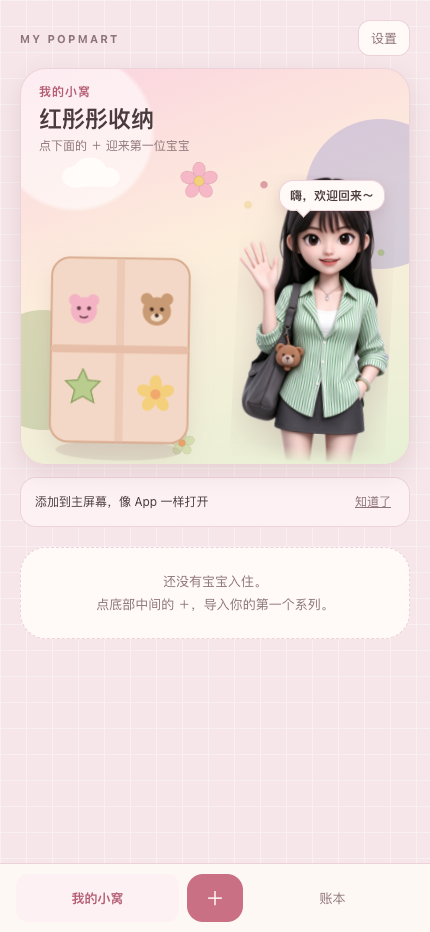 MY POPMART
设置
我的小窝
红彤彤收纳
点下面的 ＋ 迎来第一位宝宝
嗨，欢迎回来～
添加到主屏幕，像 App 一样打开
知道了
还没有宝宝入住。
点底部中间的 ＋，导入你的第一个系列。
我的小窝
＋
账本